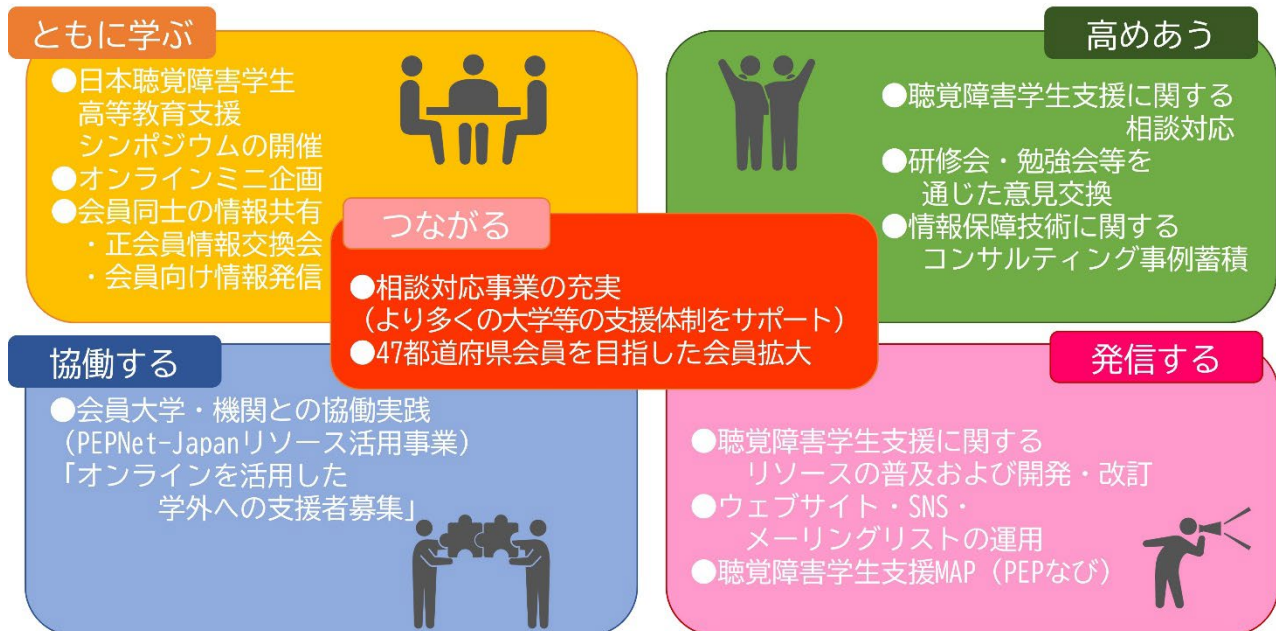 ともに学ぶ
●日本聴覚障害学生
高等教育支援
シンポジウムの開催
●オンラインミニ企画
●会員同士の情報共有
・正会員情報交換会
・会員向け情報発信
高めあう
●聴覚障害学生支援に関する
相談対応
●研修会・勉強会等を
通じた意見交換
●情報保障技術に関する
コンサルティング事例蓄積
つながる
●相談対応事業の充実
（より多くの大学等の支援体制をサポート）
●47都道府県会員を目指した会員拡大
協働する
●会員大学・機関との協働実践
（PEPNet-Japanリソース活用事業）
「オンラインを活用した
学外への支援者募集」
発信する
●聴覚障害学生支援に関する
リソースの普及および開発・改訂
●ウェブサイト・SNS・
メーリングリストの運用
●聴覚障害学生支援MAP（PEPなび）